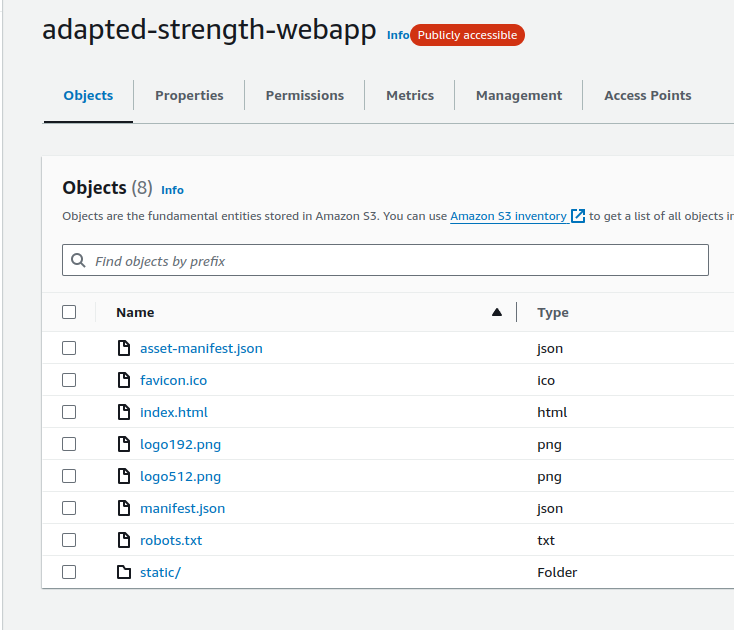 adapted-strength-webapp Info Publicly accessible
Objects Properties Permissions Metrics Management Access Points
Objects (8) Info
Objects are the fundamental entities stored in Amazon S3. You can use Amazon S3 inventory to get a list of all objects in
Find objects by prefix
Name Type
asset-manifest.json json
favicon.ico ico
index.html html
logo192.png png
logo512.png png
manifest.json json
robots.txt txt
static/ Folder